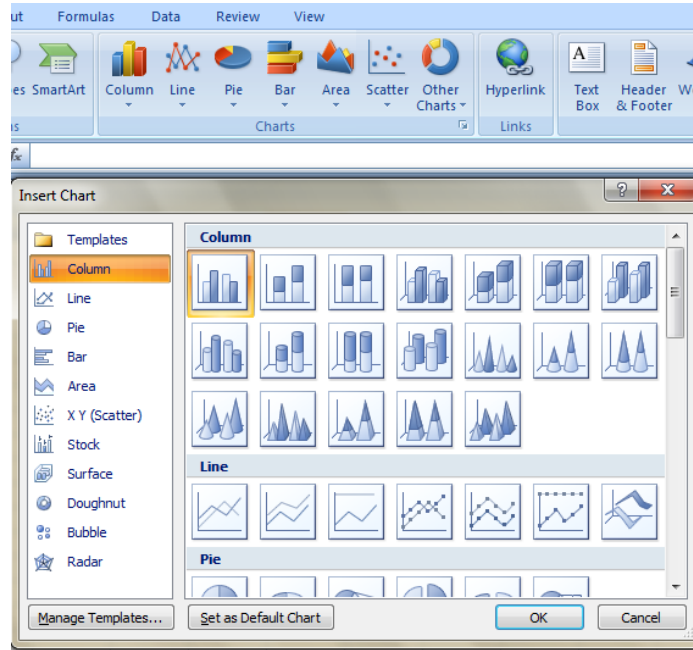 Formulas Data Review View
SmartArt Column Line Pie Bar Area Scatter Other Charts Hyperlink Text Box Header & Footer
Charts Links
fx
Insert Chart
Templates
Column
Line
Pie
Bar
Area
X Y (Scatter)
Stock
Surface
Doughnut
Bubble
Radar
Column
Line
Pie
Manage Templates...
Set as Default Chart
OK
Cancel